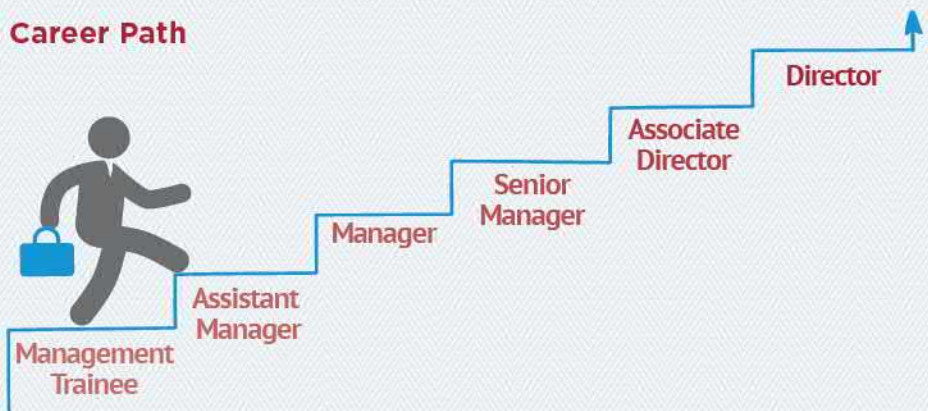 Career Path
Director
Associate
Director
Senior
Manager
Manager
Assistant
Manager
Management
Trainee